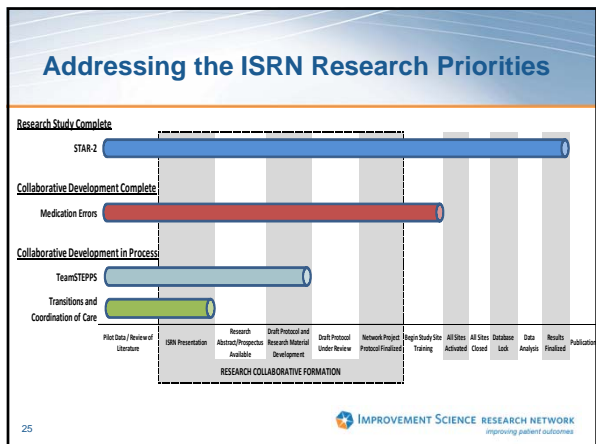 Addressing the ISRN Research Priorities
Research Study Complete
STAR-2
Collaborative Development Complete
Medication Errors
Collaborative Development in Process
TeamSTEPPS
Transitions and
Coordination of Care
Pilot Data / Review of
Literature
ISRN Presentation
Research
Abstract/Prospectus
Available
Draft Protocol and
Research Material
Development
Draft Protocol
Under Review
Network Project
Protocol Finalized
Begin Study Site
Training
All Sites
Activated
All Sites
Closed
Database
Lock
Data
Analysis
Results
Finalized
Publication
RESEARCH COLLABORATIVE FORMATION
25
IMPROVEMENT SCIENCE RESEARCH NETWORK
improving patient outcomes